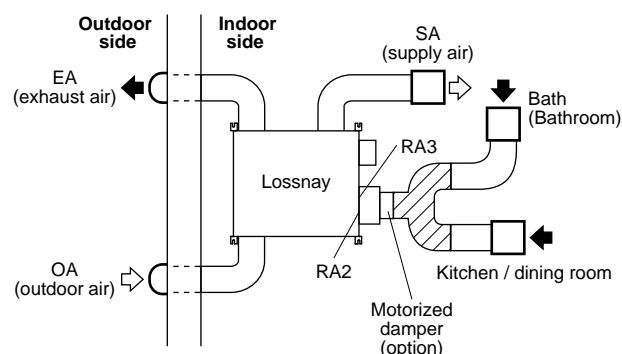 Outdoor side
Indoor side
EA
(exhaust air)
SA
(supply air)
Bath
(Bathroom)
RA3
Lossnay
RA2
OA
(outdoor air)
Kitchen / dining room
Motorized
damper
(option)